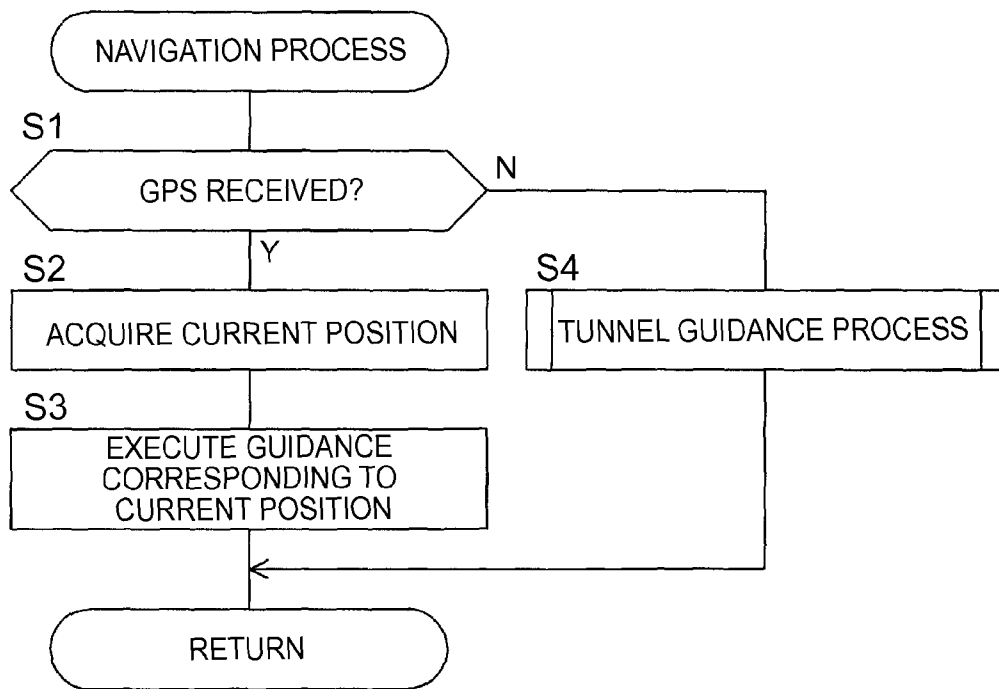 NAVIGATION PROCESS
S1
GPS RECEIVED?
N
Y
S2
ACQUIRE CURRENT POSITION
S4
TUNNEL GUIDANCE PROCESS
S3
EXECUTE GUIDANCE
CORRESPONDING TO
CURRENT POSITION
RETURN